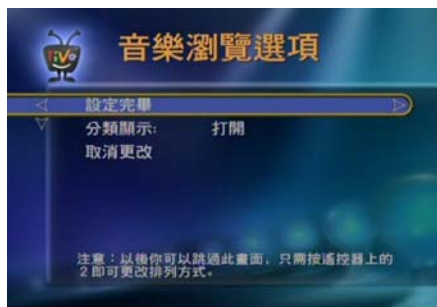 TiVo
音樂瀏覽選項
設定完畢
分類顯示: 打開
取消更改
注意：以後你可以跳過此畫面，只需按遙控器上的
2 即可更改排列方式。